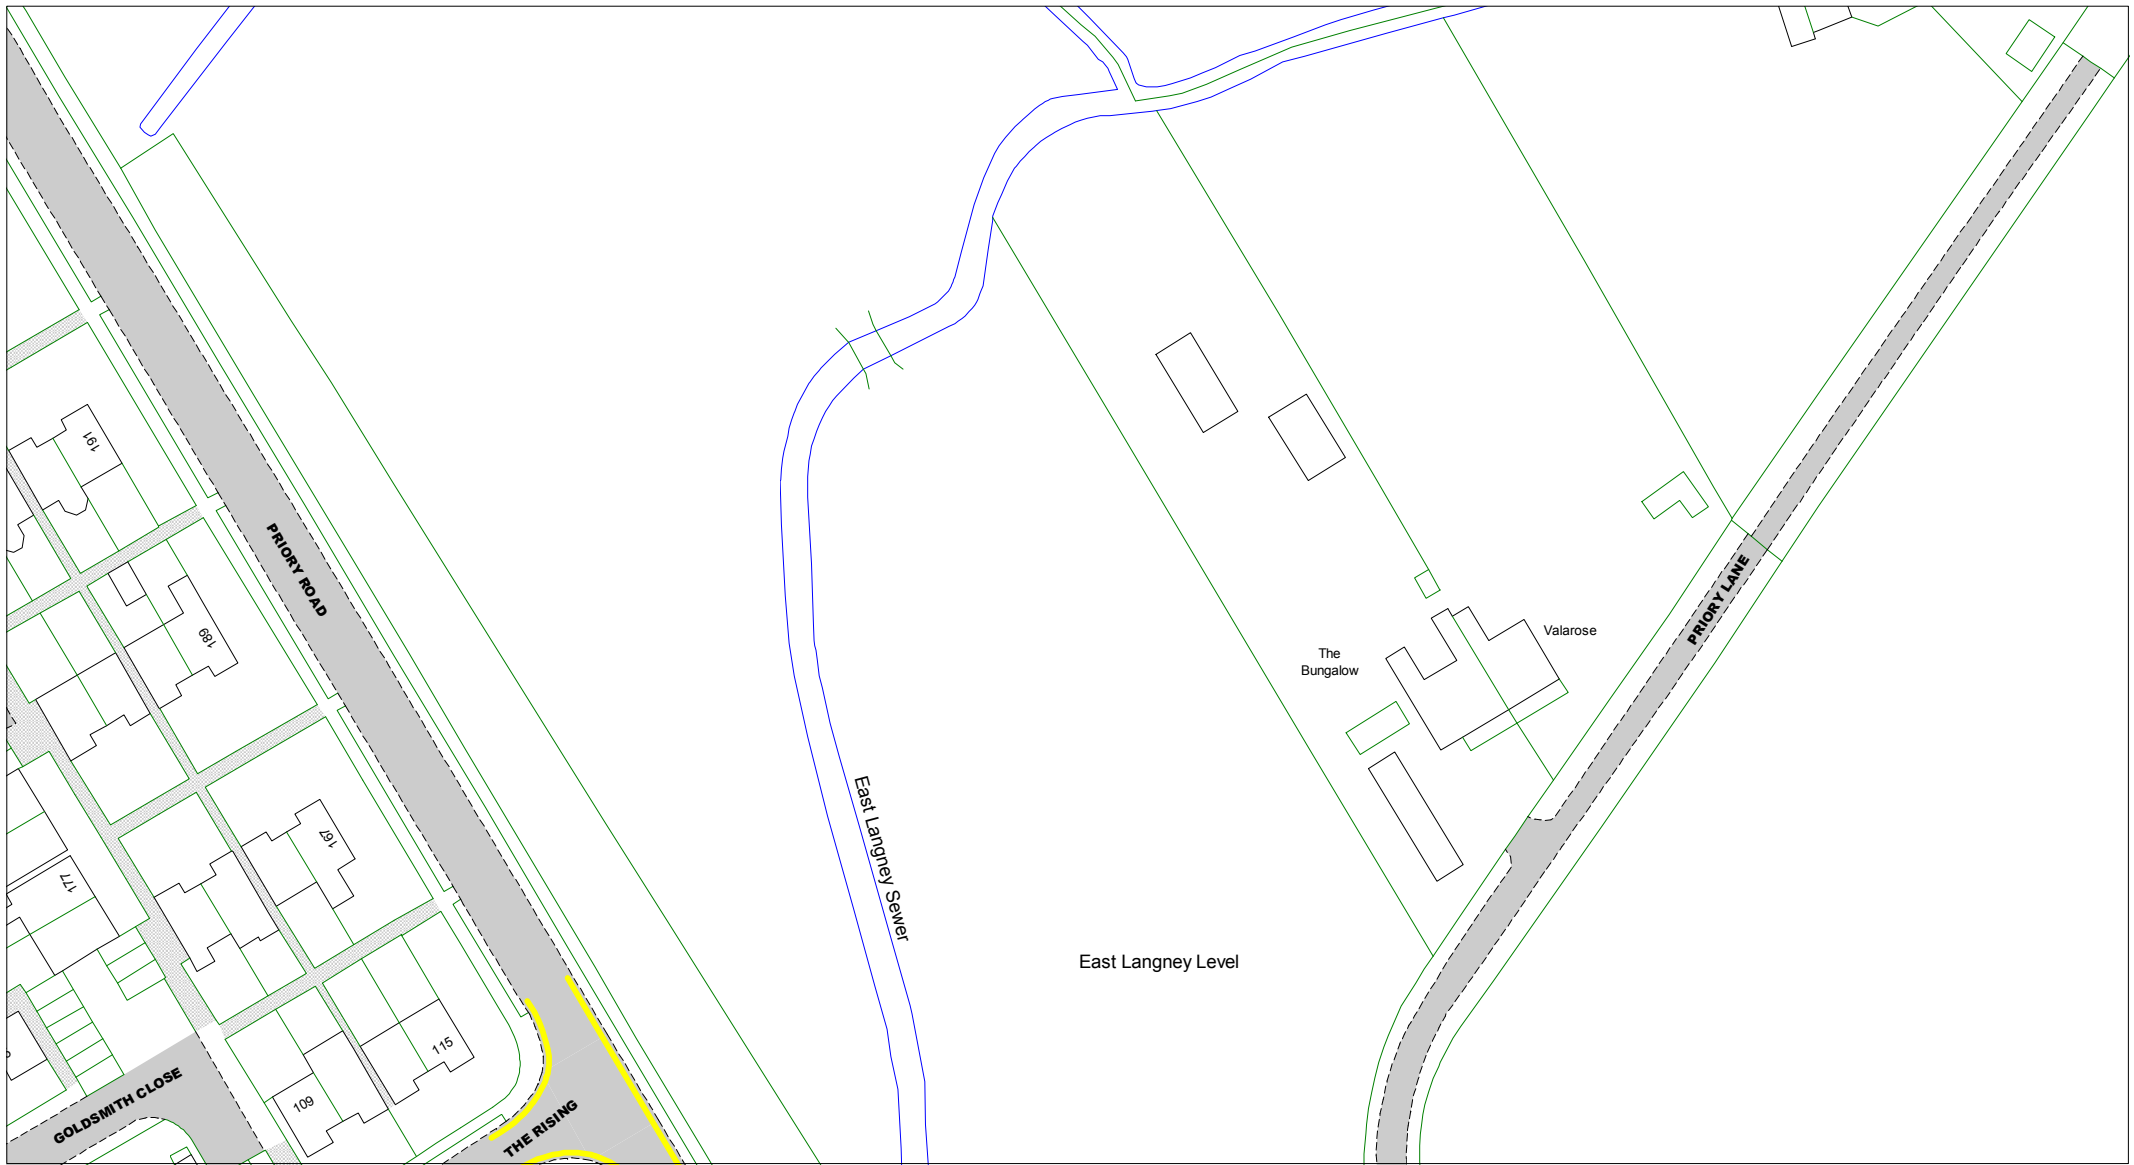 191
PRIORY ROAD
189
PRIORY LANE
Valarose
The
Bungalow
167
177
East Langney Sewer
East Langney Level
115
109
GOLDSMITH CLOSE
THE RISING